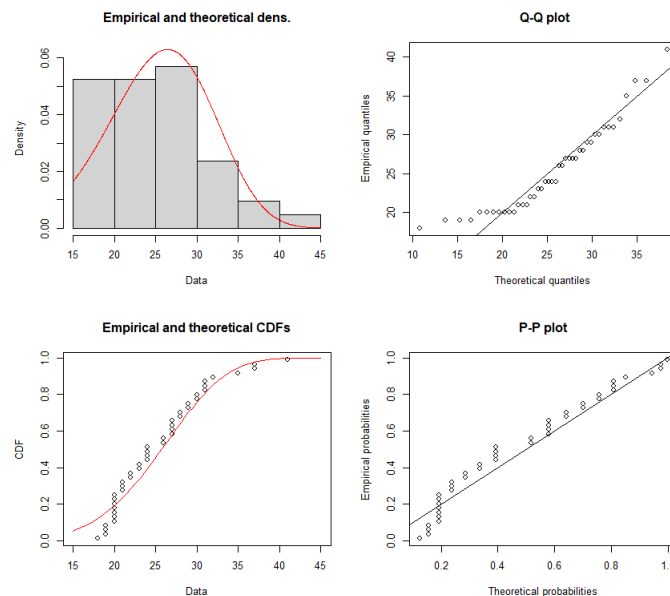 Empirical and theoretical dens.
Density
0.00
0.02
0.04
0.06
15 20 25 30 35 40 45
Data
Q-Q plot
Empirical quantiles
20
25
30
35
40
10 15 20 25 30 35
Theoretical quantiles
Empirical and theoretical CDFs
CDF
0.0
0.2
0.4
0.6
0.8
1.0
15 20 25 30 35 40 45
Data
P-P plot
Empirical probabilities
0.0
0.2
0.4
0.6
0.8
1.0
0.2 0.4 0.6 0.8
Theoretical probabilities